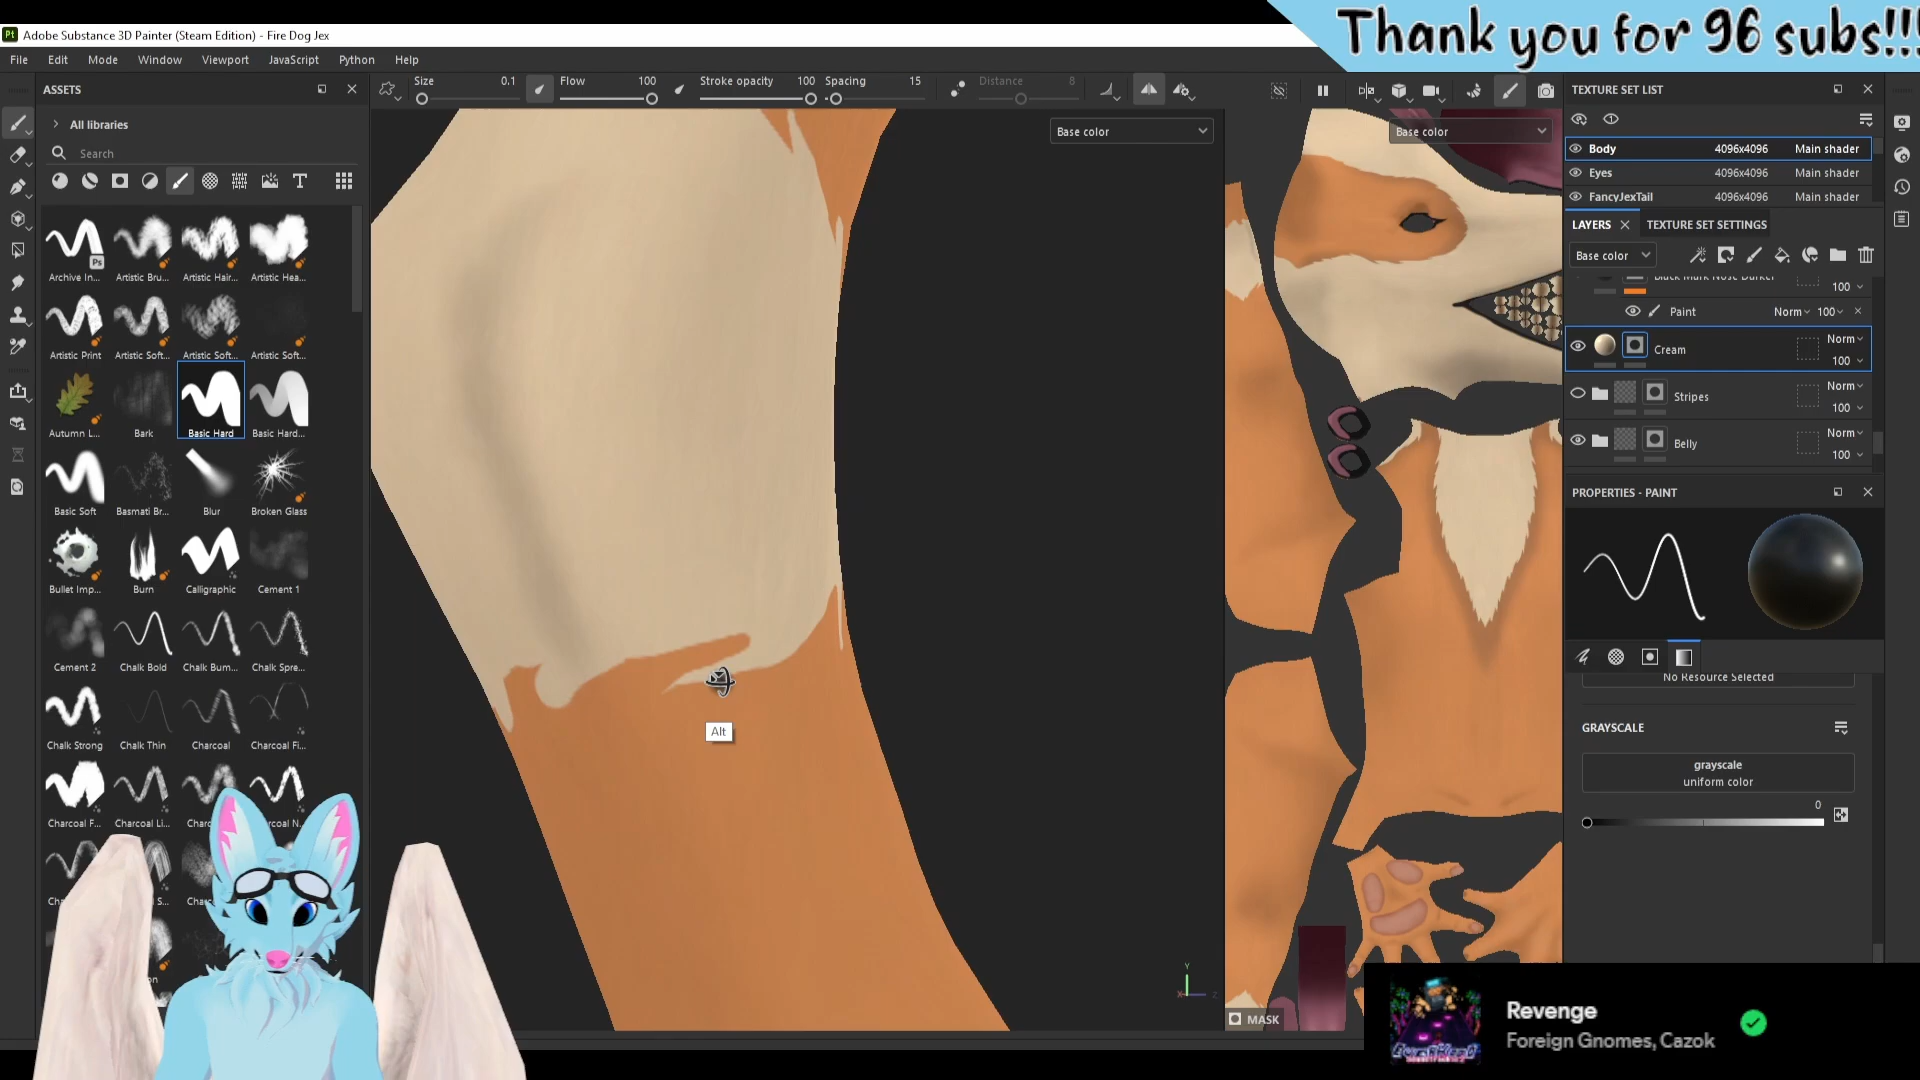 Adobe Substance 3D Painter (Steam Edition) - Fire Dog Jex
Thank you for 96 subs!!!
File Edit Mode Window Viewport JavaScript Python Help
ASSETS
Size 0.1 Flow 100 Stroke opacity 100 Spacing 15 Distance 8
All libraries
Search
Archive In... Artistic Bru... Artistic Hair... Artistic Hea...
Artistic Print Artistic Soft... Artistic Soft... Artistic Soft...
Autumn L... Bark Basic Hard Basic Hard...
Basic Soft Basmati Br... Blur Broken Glass
Bullet Imp... Burn Calligraphic Cement 1
Cement 2 Chalk Bold Chalk Bum... Chalk Spre...
Chalk Strong Chalk Thin Charcoal Charcoal Fi...
Charcoal F... Charcoal Li...
Base color
Base color
Alt
MASK
TEXTURE SET LIST
Body 4096x4096 Main shader
Eyes 4096x4096 Main shader
FancyJexTail 4096x4096 Main shader
LAYERS TEXTURE SET SETTINGS
Base color
Black Mark Nose Darker
100
Paint Norm 100
Cream Norm
100
Stripes Norm
100
Belly Norm
100
PROPERTIES - PAINT
No Resource Selected
GRAYSCALE
grayscale
uniform color
0
Revenge
Foreign Gnomes, Cazok